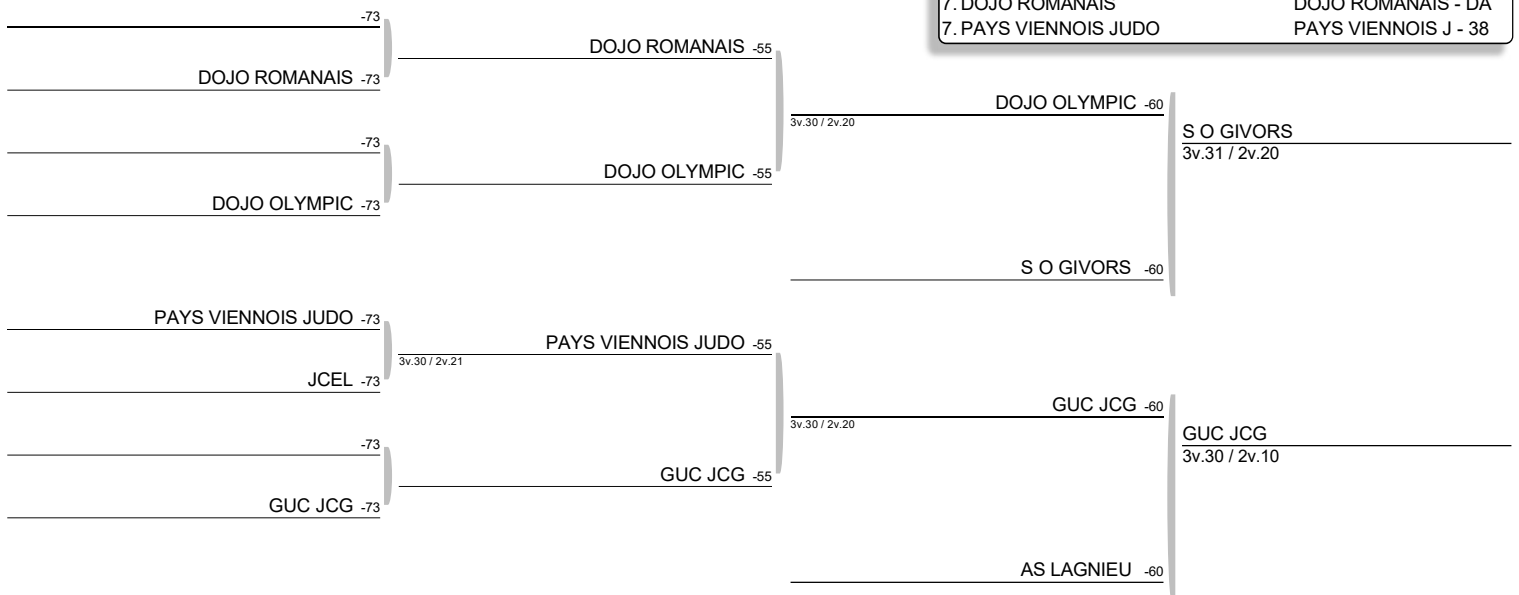 7. DOJO ROMANAIS DOJO ROMANAIS - DA
7. PAYS VIENNOIS JUDO PAYS VIENNOIS J - 38
-73
DOJO ROMANAIS -73
-73
DOJO OLYMPIC -73
PAYS VIENNOIS JUDO -73
JCEL -73
-73
GUC JCG -73
DOJO ROMANAIS -55
DOJO OLYMPIC -55
PAYS VIENNOIS JUDO -55
3v.30 / 2v.21
GUC JCG -55
DOJO OLYMPIC -60
3v.30 / 2v.20
S O GIVORS -60
GUC JCG -60
3v.30 / 2v.20
AS LAGNIEU -60
S O GIVORS
3v.31 / 2v.20
GUC JCG
3v.30 / 2v.10